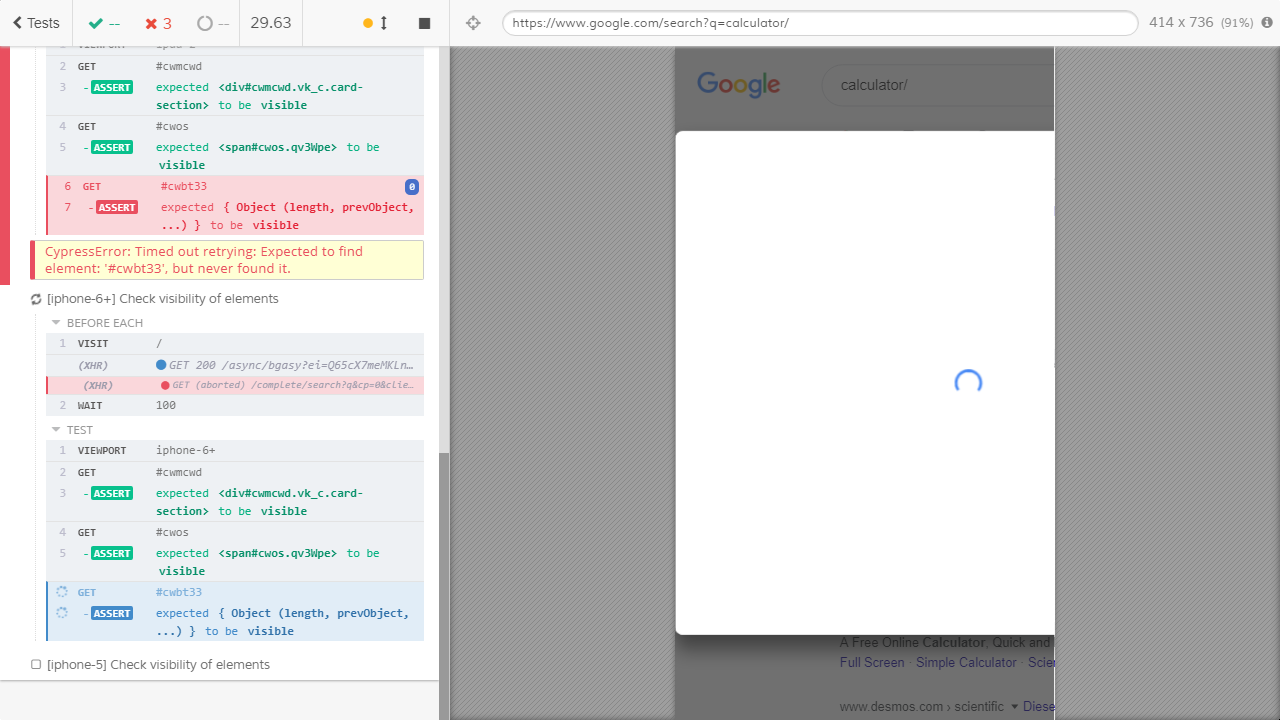 Tests
--
3
--
29.63
https://www.google.com/search?q=calculator/
414 x 736 (91%)
2 GET #cwmcwd
3 - ASSERT expected <div#cwmcwd.vk_c.card-
section> to be visible
4 GET #cwos
5 - ASSERT expected <span#cwos.qv3Wpe> to be
visible
6 GET #cwbt33 0
7 - ASSERT expected { Object (length, prevObject,
...) } to be visible
CypressError: Timed out retrying: Expected to find
element: '#cwbt33', but never found it.
[iphone-6+] Check visibility of elements
BEFORE EACH
1 VISIT /
(XHR) GET 200 /async/bgasy?ei=Q65cX7meMKLn…
(XHR) GET (aborted) /complete/search?q&cp=0&clie…
2 WAIT 100
TEST
1 VIEWPORT iphone-6+
2 GET #cwmcwd
3 - ASSERT expected <div#cwmcwd.vk_c.card-
section> to be visible
4 GET #cwos
5 - ASSERT expected <span#cwos.qv3Wpe> to be
visible
GET #cwbt33
- ASSERT expected { Object (length, prevObject,
...) } to be visible
[iphone-5] Check visibility of elements
Google
calculator/
A Free Online Calculator, Quick and
Full Screen · Simple Calculator · Scie
www.desmos.com › scientific ▾ Diese